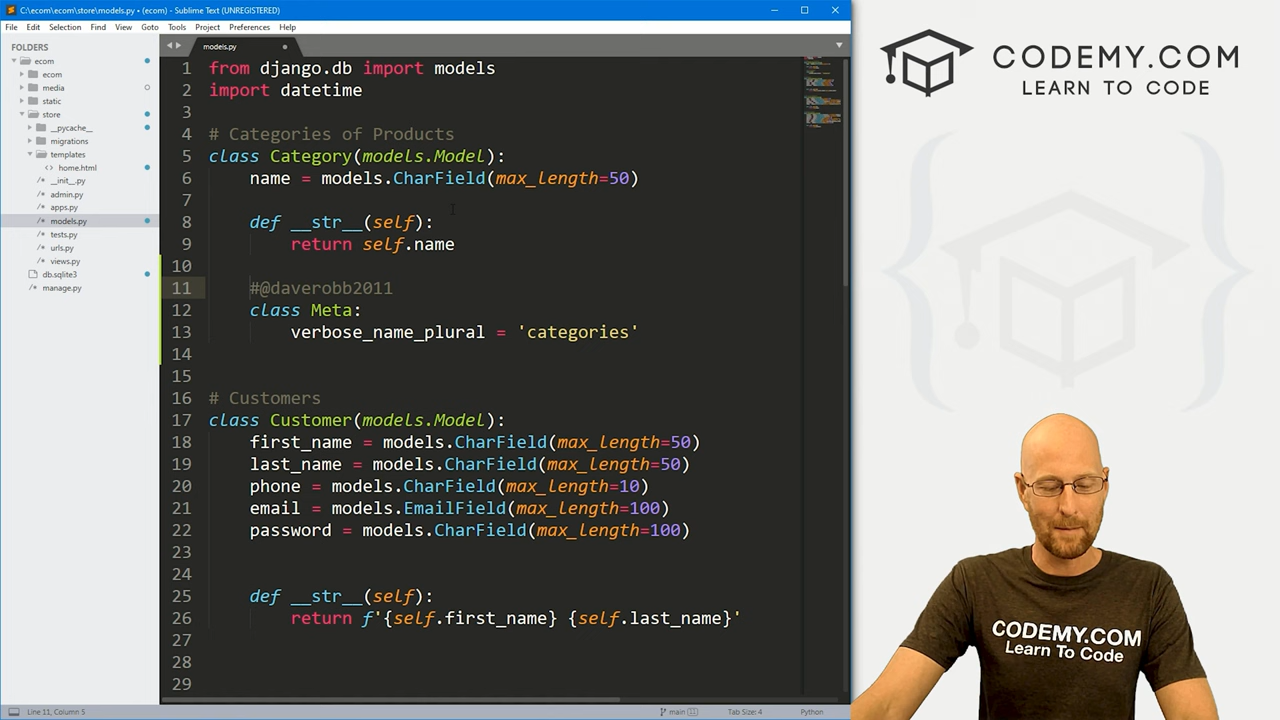 C:\ecom\ecom\store\models.py • (ecom) - Sublime Text (UNREGISTERED)
File Edit Selection Find View Goto Tools Project Preferences Help
FOLDERS
ecom
ecom
media
static
store
__pycache__
migrations
templates
home.html
__init__.py
admin.py
apps.py
models.py
tests.py
urls.py
views.py
db.sqlite3
manage.py
models.py
1 from django.db import models
2 import datetime
3
4 # Categories of Products
5 class Category(models.Model):
6 name = models.CharField(max_length=50)
7
8 def __str__(self):
9 return self.name
10
11 #@daverobb2011
12 class Meta:
13 verbose_name_plural = 'categories'
14
15
16 # Customers
17 class Customer(models.Model):
18 first_name = models.CharField(max_length=50)
19 last_name = models.CharField(max_length=50)
20 phone = models.CharField(max_length=10)
21 email = models.EmailField(max_length=100)
22 password = models.CharField(max_length=100)
23
24
25 def __str__(self):
26 return f'{self.first_name} {self.last_name}'
27
28
29
Line 11, Column 5
main
Tab Size: 4
Python
CODEMY.COM
LEARN TO CODE
CODEMY.COM
Learn To Code